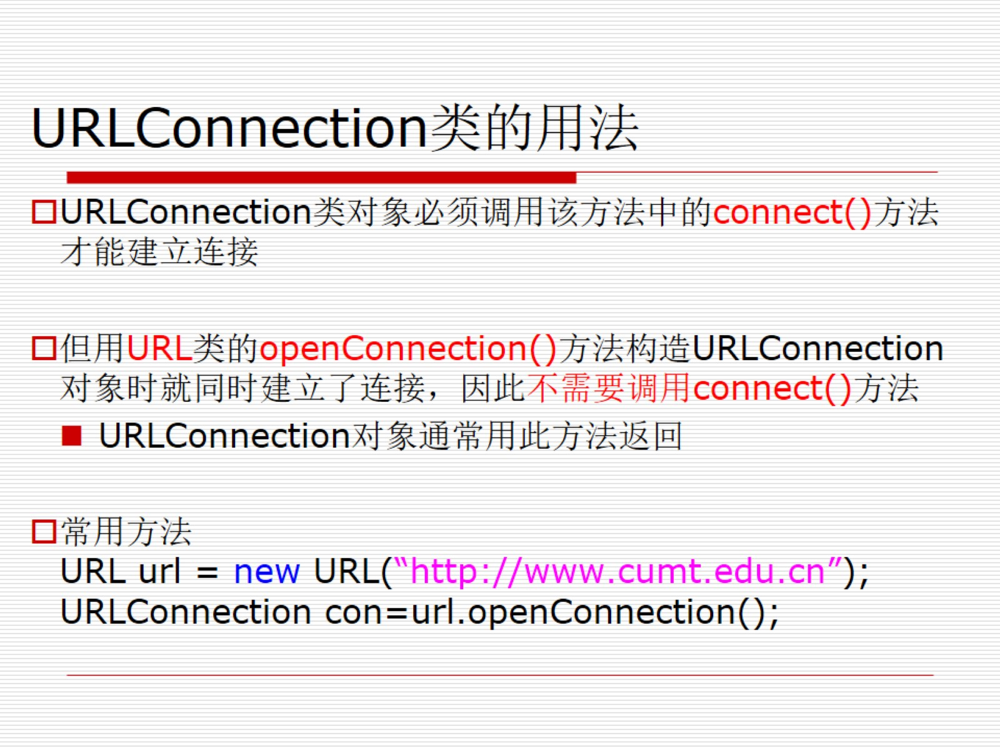 URLConnection类的用法
URLConnection类对象必须调用该方法中的connect()方法
才能建立连接
但用URL类的openConnection()方法构造URLConnection
对象时就同时建立了连接，因此不需要调用connect()方法
URLConnection对象通常用此方法返回
常用方法
URL url = new URL(“http://www.cumt.edu.cn”);
URLConnection con=url.openConnection();